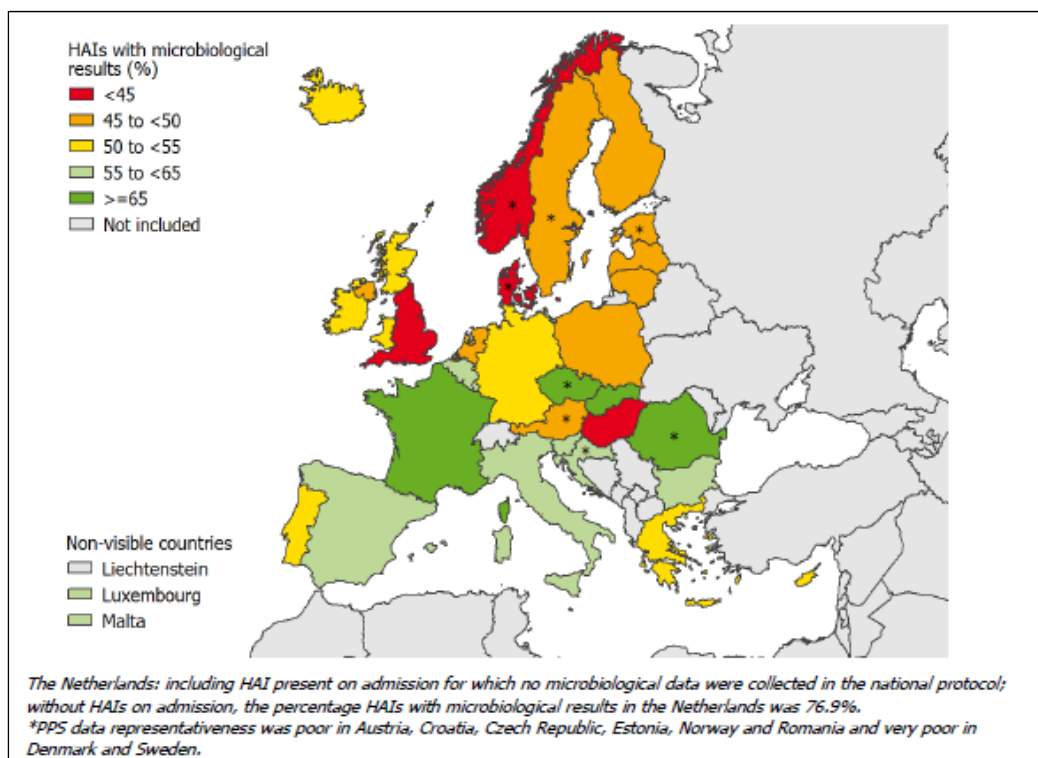 HAIs with microbiological
results (%)
<45
45 to <50
50 to <55
55 to <65
>=65
Not included
*
*
*
*
*
*
*
*
Non-visible countries
Liechtenstein
Luxembourg
Malta
The Netherlands: including HAI present on admission for which no microbiological data were collected in the national protocol;
without HAIs on admission, the percentage HAIs with microbiological results in the Netherlands was 76.9%.
*PPS data representativeness was poor in Austria, Croatia, Czech Republic, Estonia, Norway and Romania and very poor in
Denmark and Sweden.